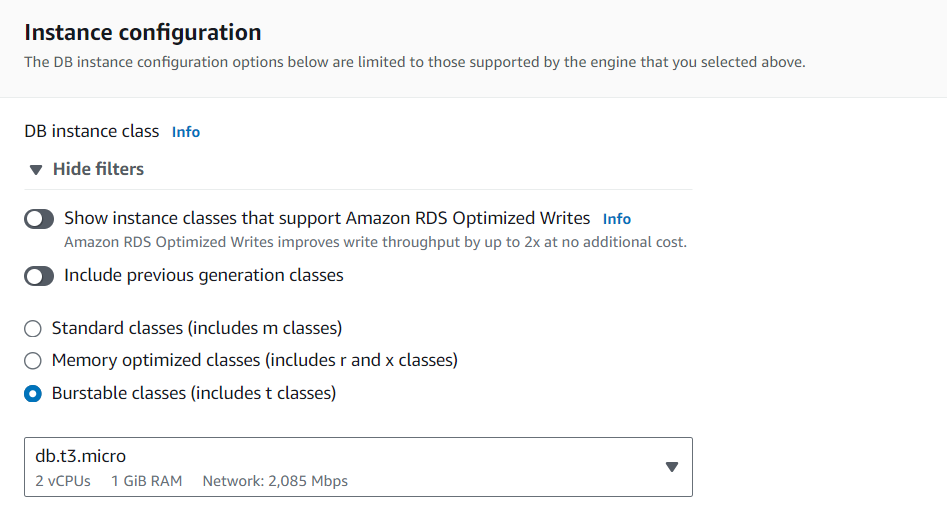 Instance configuration
The DB instance configuration options below are limited to those supported by the engine that you selected above.
DB instance class Info
Hide filters
Show instance classes that support Amazon RDS Optimized Writes Info
Amazon RDS Optimized Writes improves write throughput by up to 2x at no additional cost.
Include previous generation classes
Standard classes (includes m classes)
Memory optimized classes (includes r and x classes)
Burstable classes (includes t classes)
db.t3.micro
2 vCPUs 1 GiB RAM Network: 2,085 Mbps